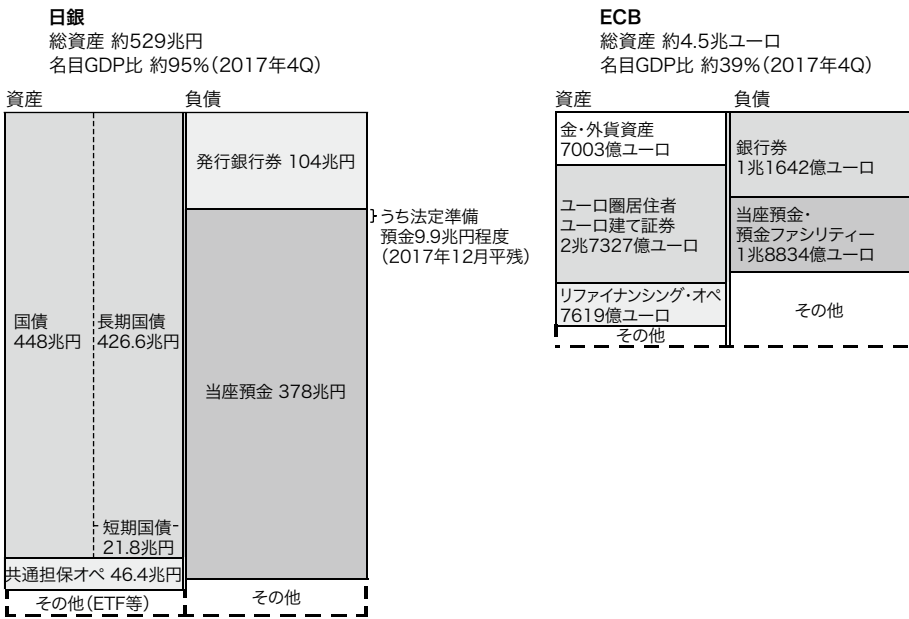 日銀
総資産 約529兆円
名目GDP比 約95%(2017年4Q)
資産
負債
発行銀行券 104兆円
うち法定準備
預金9.9兆円程度
(2017年12月平残)
国債
448兆円
長期国債
426.6兆円
当座預金 378兆円
短期国債
21.8兆円
共通担保オペ 46.4兆円
その他(ETF等)
その他
ECB
総資産 約4.5兆ユーロ
名目GDP比 約39%(2017年4Q)
資産
負債
金・外貨資産
7003億ユーロ
銀行券
1兆1642億ユーロ
ユーロ圏居住者
ユーロ建て証券
2兆7327億ユーロ
当座預金・
預金ファシリティー
1兆8834億ユーロ
リファイナンシング・オペ
7619億ユーロ
その他
その他